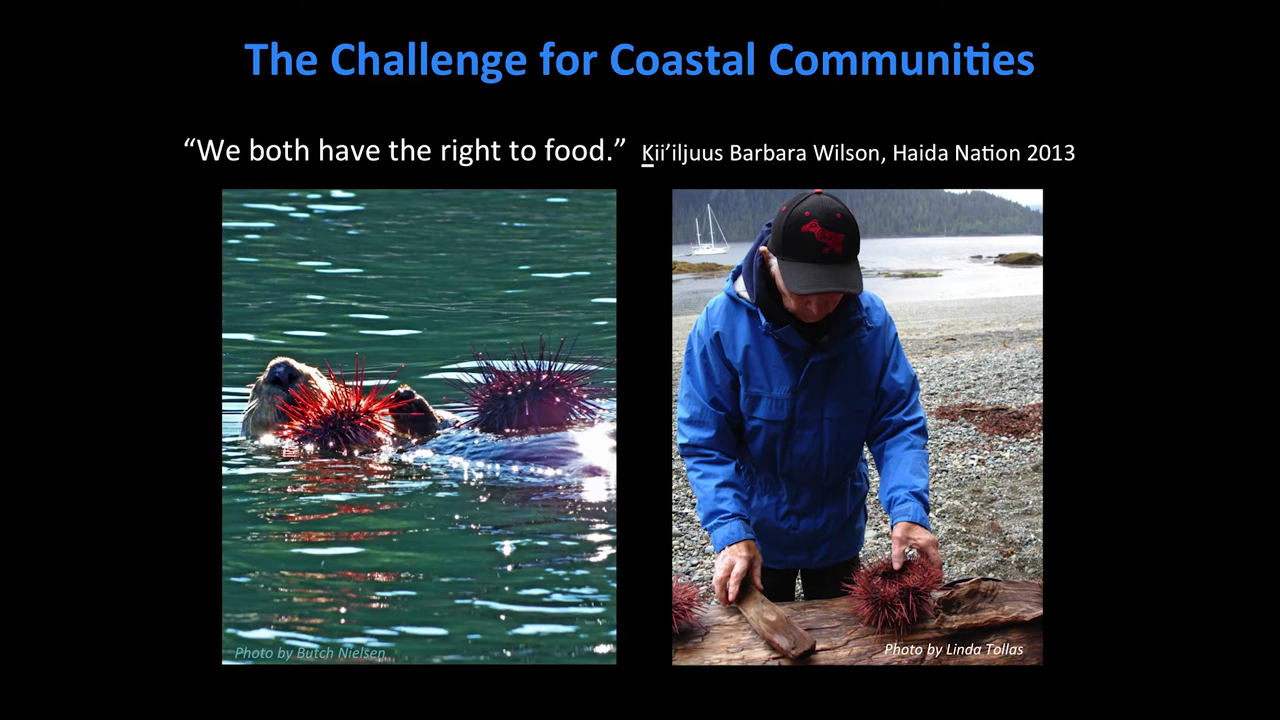 The Challenge for Coastal Communities
“We both have the right to food.” K̲ii’iljuus Barbara Wilson, Haida Nation 2013
Photo by Butch Nielsen
Photo by Linda Tollas